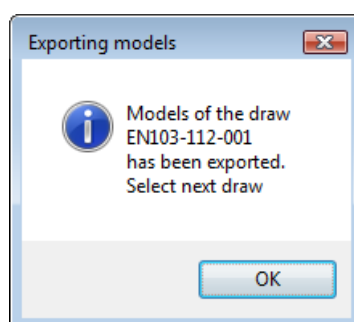 Exporting models
Models of the draw
EN103-112-001
has been exported.
Select next draw
OK